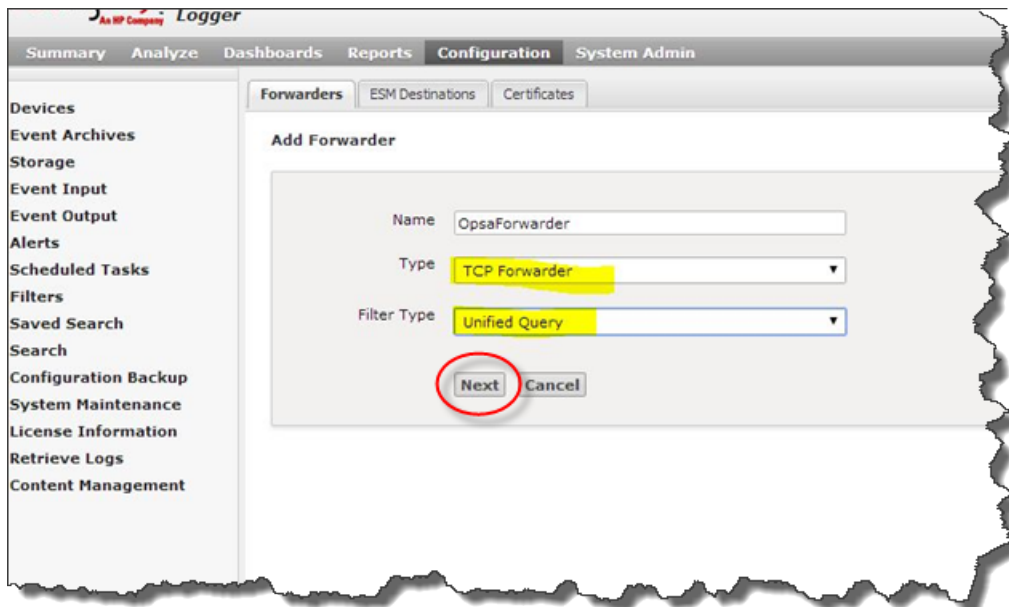 An HP Company Logger
Summary Analyze Dashboards Reports Configuration System Admin
Forwarders ESM Destinations Certificates
Devices
Event Archives
Storage
Event Input
Event Output
Alerts
Scheduled Tasks
Filters
Saved Search
Search
Configuration Backup
System Maintenance
License Information
Retrieve Logs
Content Management
Add Forwarder
Name OpsaForwarder
Type TCP Forwarder
Filter Type Unified Query
Next Cancel